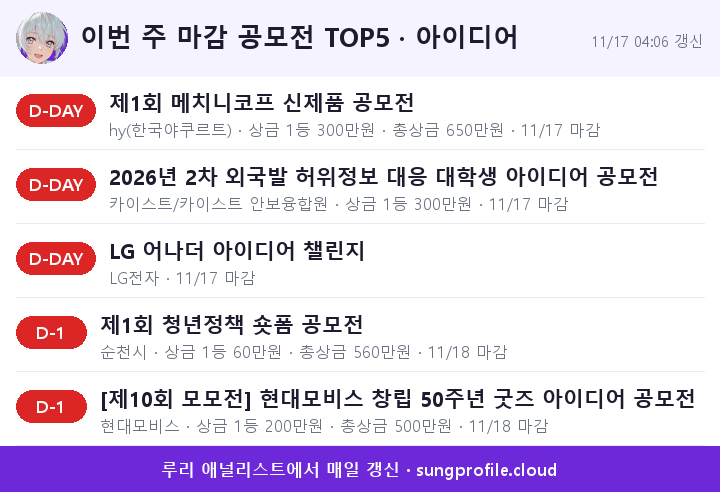 이번 주 마감 공모전 TOP5 · 아이디어
11/17 04:06 갱신
D-DAY
제1회 메치니코프 신제품 공모전
hy(한국야쿠르트) · 상금 1등 300만원 · 총상금 650만원 · 11/17 마감
D-DAY
2026년 2차 외국발 허위정보 대응 대학생 아이디어 공모전
카이스트/카이스트 안보융합원 · 상금 1등 300만원 · 11/17 마감
D-DAY
LG 어나더 아이디어 챌린지
LG전자 · 11/17 마감
D-1
제1회 청년정책 숏폼 공모전
순천시 · 상금 1등 60만원 · 총상금 560만원 · 11/18 마감
D-1
[제10회 모모전] 현대모비스 창립 50주년 굿즈 아이디어 공모전
현대모비스 · 상금 1등 200만원 · 총상금 500만원 · 11/18 마감
루리 애널리스트에서 매일 갱신 · sungprofile.cloud